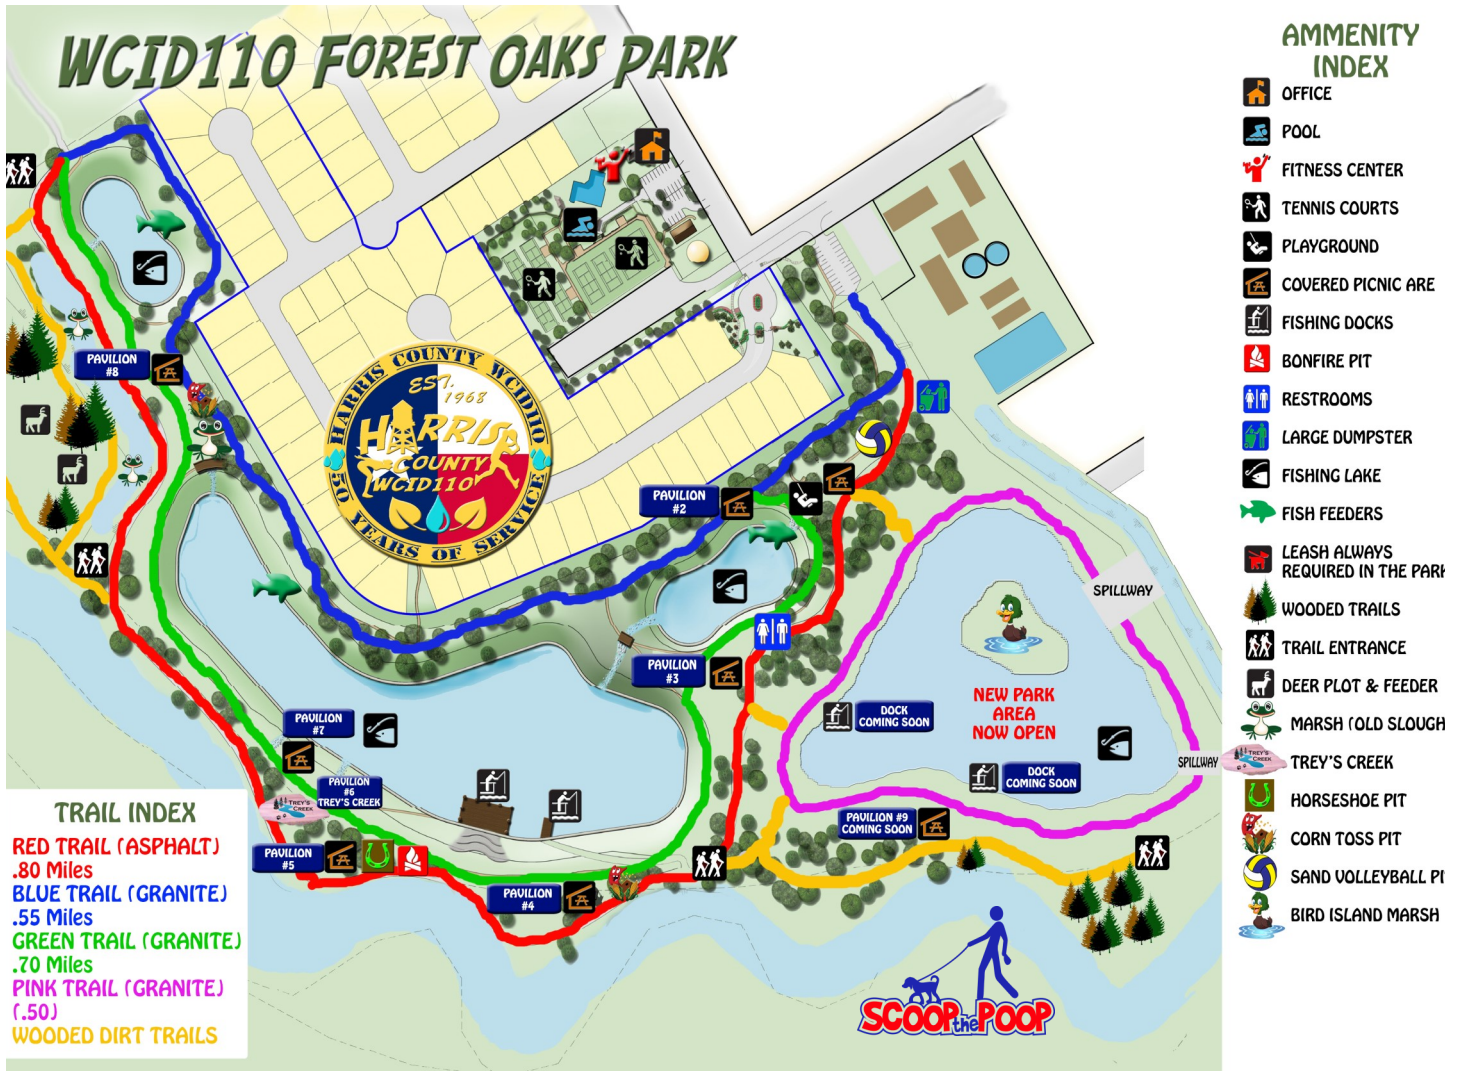 WCID110 FOREST OAKS PARK
AMMENITY
INDEX
OFFICE
POOL
FITNESS CENTER
TENNIS COURTS
PLAYGROUND
COVERED PICNIC ARE
FISHING DOCKS
BONFIRE PIT
RESTROOMS
LARGE DUMPSTER
FISHING LAKE
FISH FEEDERS
LEASH ALWAYS
REQUIRED IN THE PARK
WOODED TRAILS
TRAIL ENTRANCE
DEER PLOT & FEEDER
MARSH (OLD SLOUGH
TREY'S CREEK
TREY'S
CREEK
HORSESHOE PIT
CORN TOSS PIT
SAND VOLLEYBALL PI
BIRD ISLAND MARSH
PAVILION
#8
HARRIS COUNTY WCID110
EST.
1968
HARRIS
COUNTY
WCID110
50 YEARS OF SERVICE
PAVILION
#2
PAVILION
#3
SPILLWAY
NEW PARK
AREA
NOW OPEN
DOCK
COMING SOON
DOCK
COMING SOON
SPILLWAY
PAVILION
#7
PAVILION
#6
TREY'S CREEK
TREY'S
CREEK
PAVILION #9
COMING SOON
PAVILION
#5
PAVILION
#4
TRAIL INDEX
RED TRAIL (ASPHALT)
.80 Miles
BLUE TRAIL (GRANITE)
.55 Miles
GREEN TRAIL (GRANITE)
.70 Miles
PINK TRAIL (GRANITE)
(.50)
WOODED DIRT TRAILS
SCOOP the POOP